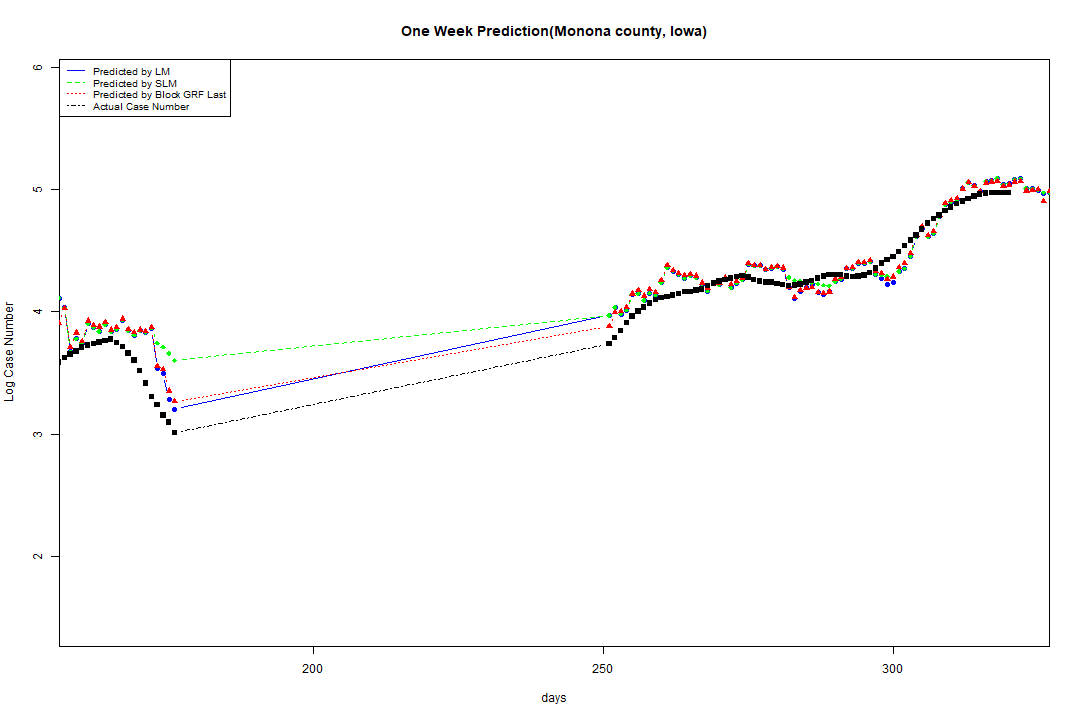 One Week Prediction(Monona county, Iowa)
Predicted by LM
Predicted by SLM
Predicted by Block GRF Last
Actual Case Number
6
5
4
3
2
Log Case Number
200
250
300
days